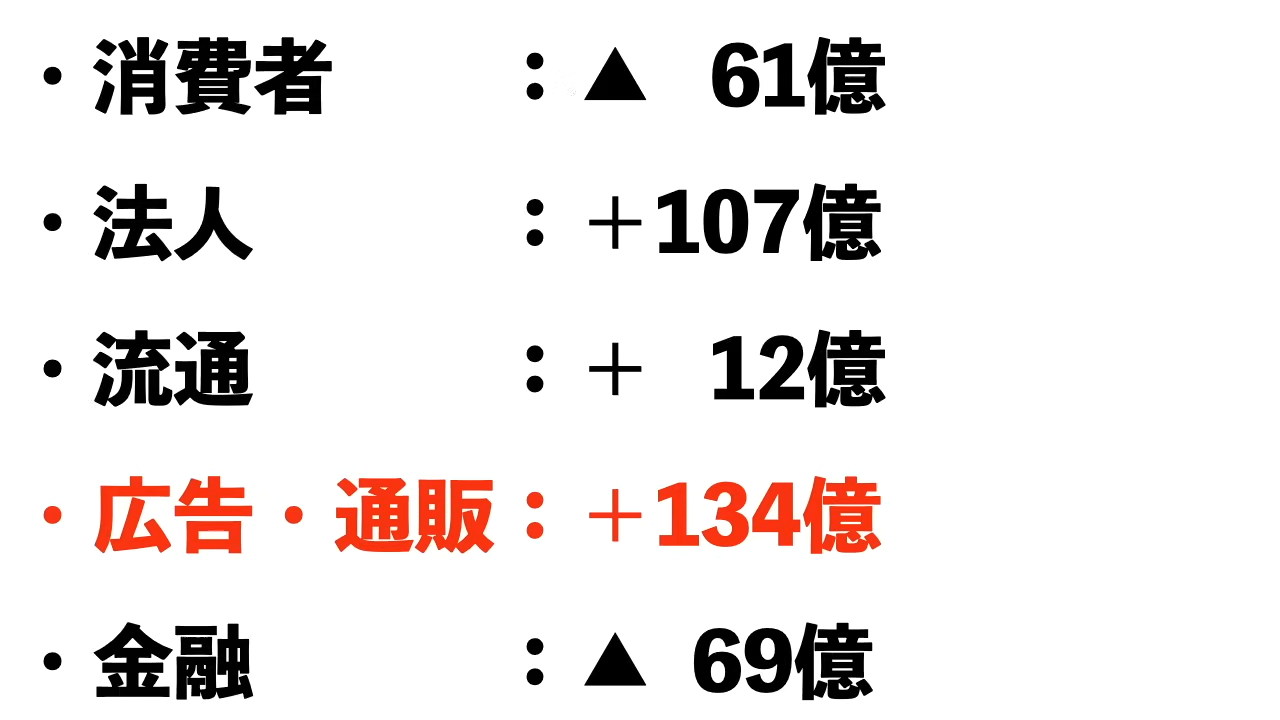 ・消費者　　：▲　61億
・法人　　　：＋107億
・流通　　　：＋　12億
・広告・通販：＋134億
・金融　　　：▲　69億